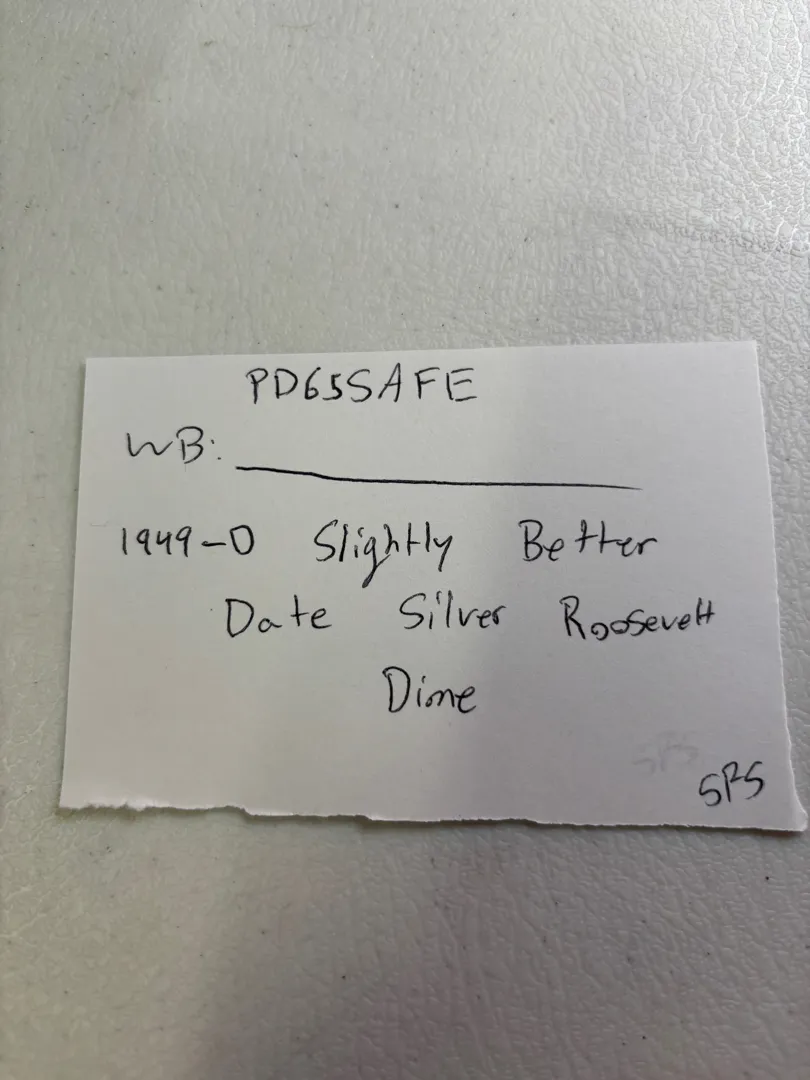 PD65SAFE
WB:
1949-D Slightly Better
Date Silver Roosevelt
Dime
SPS